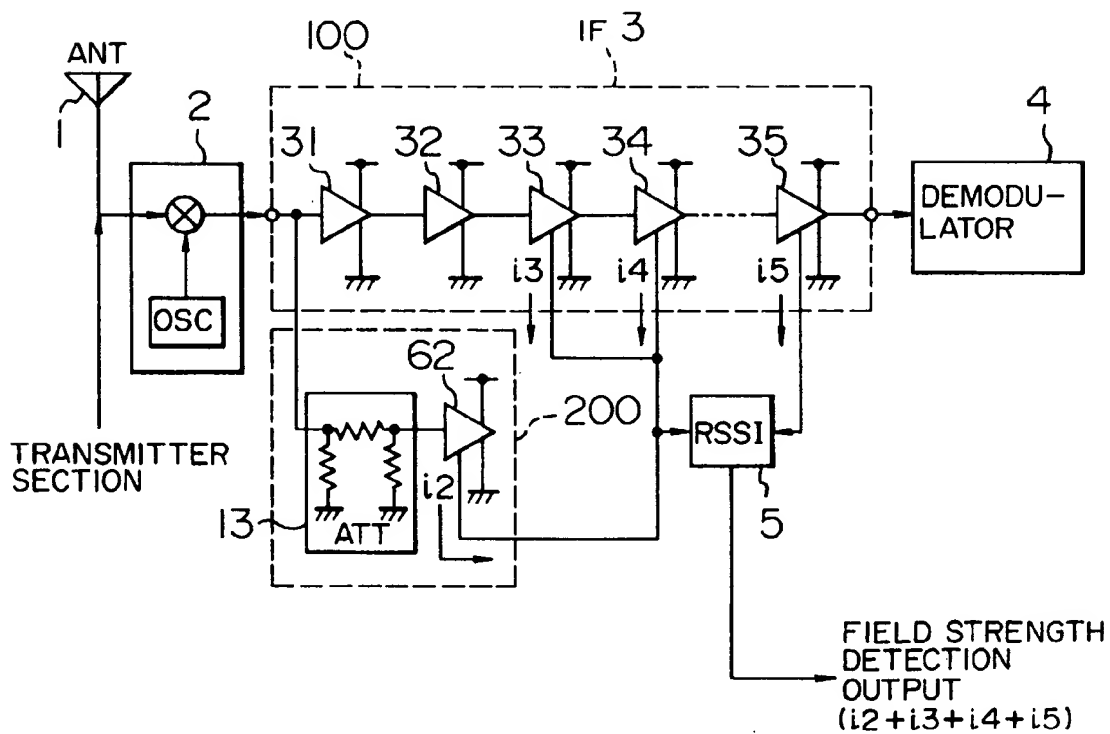 ANT
1
2
100
IF 3
31
32
33
34
35
4
DEMODU-
LATOR
OSC
i3
i4
i5
TRANSMITTER
SECTION
62
200
13
ATT
i2
RSSI
5
FIELD STRENGTH
DETECTION
OUTPUT
(i2+i3+i4+i5)